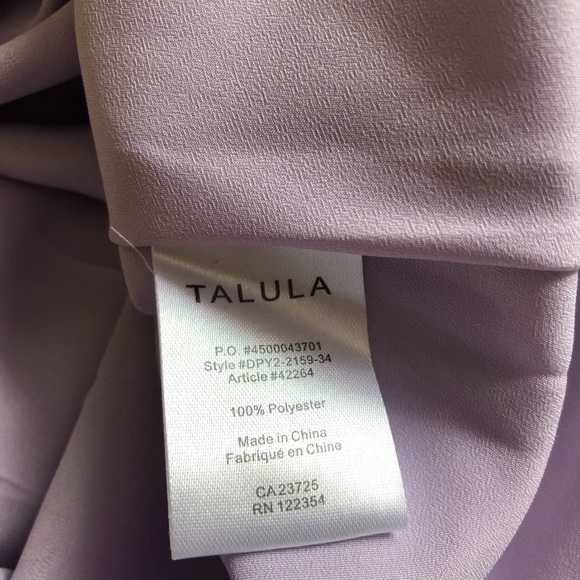 TALULA
P.O. #4500043701
Style #DPY2-2159-34
Article #42264
100% Polyester
Made in China
Fabriqué en Chine
CA 23725
RN 122354